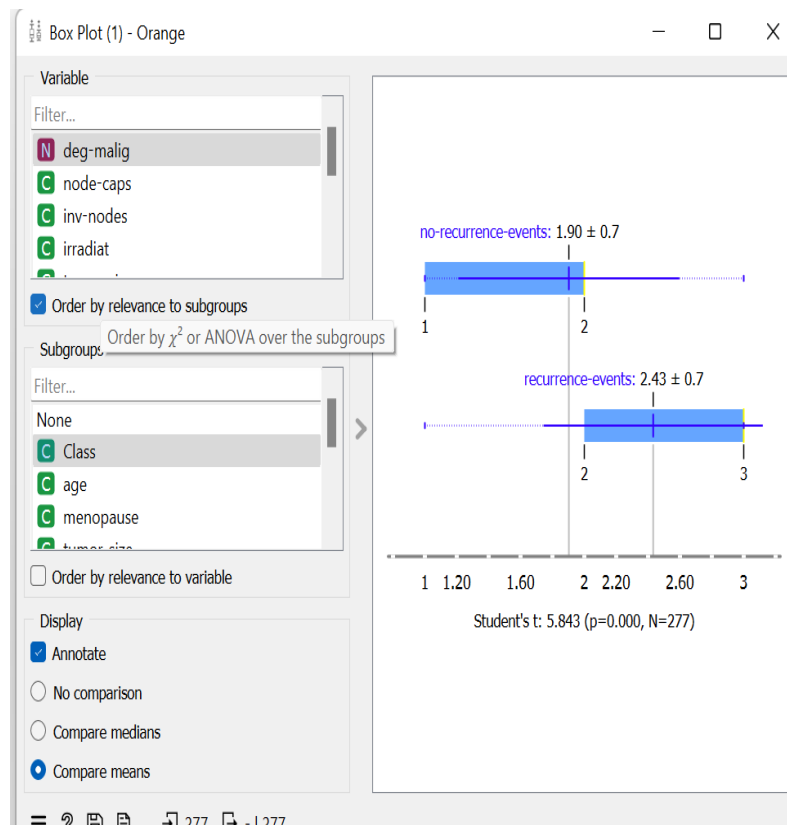 Box Plot (1) - Orange
Variable
Filter...
N deg-malig
C node-caps
C inv-nodes
C irradiat
Order by relevance to subgroups
Order by χ² or ANOVA over the subgroups
Subgroups
Filter...
None
C Class
C age
C menopause
C tumor-size
Order by relevance to variable
Display
Annotate
No comparison
Compare medians
Compare means
277
- | 277
no-recurrence-events: 1.90 ± 0.7
1 2
recurrence-events: 2.43 ± 0.7
2 3
1 1.20 1.60 2 2.20 2.60 3
Student's t: 5.843 (p=0.000, N=277)